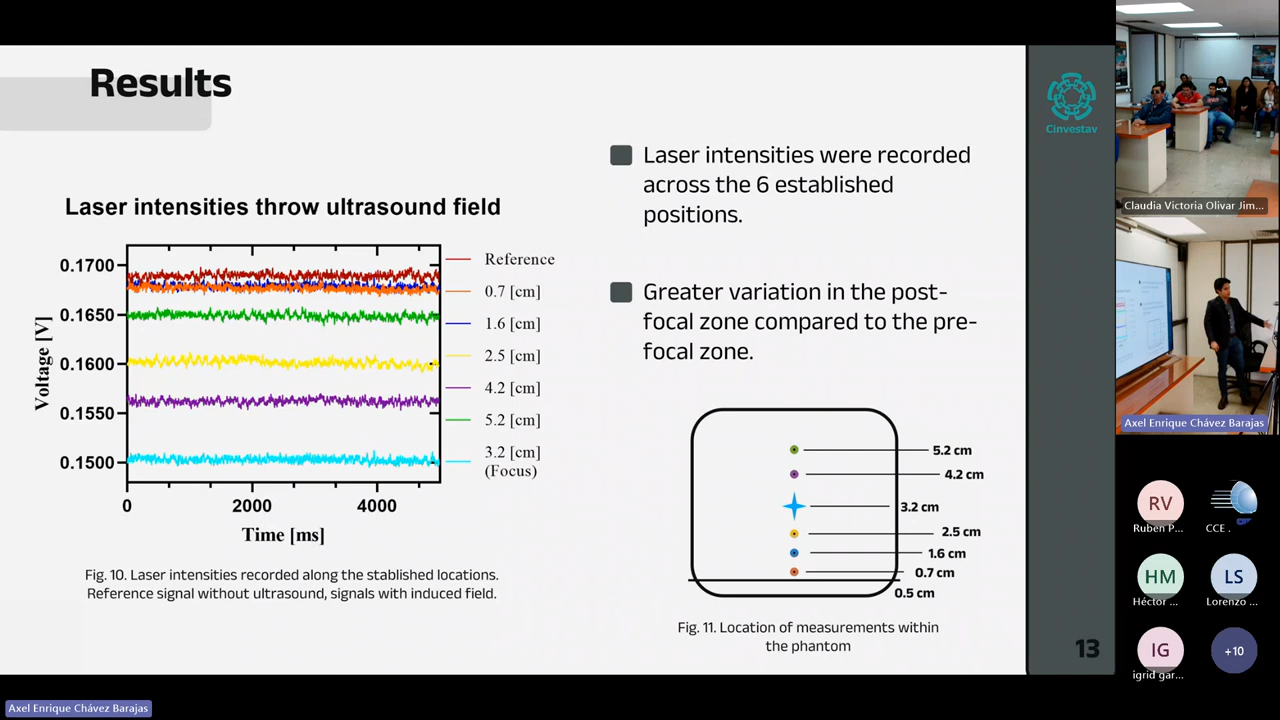 Results
Laser intensities throw ultrasound field
0.1700
0.1650
0.1600
0.1550
0.1500
Voltage [V]
0
2000
4000
Time [ms]
Reference
0.7 [cm]
1.6 [cm]
2.5 [cm]
4.2 [cm]
5.2 [cm]
3.2 [cm]
(Focus)
Fig. 10. Laser intensities recorded along the stablished locations.
Reference signal without ultrasound, signals with induced field.
Laser intensities were recorded
across the 6 established
positions.
Greater variation in the post-
focal zone compared to the pre-
focal zone.
5.2 cm
4.2 cm
3.2 cm
2.5 cm
1.6 cm
0.7 cm
0.5 cm
Fig. 11. Location of measurements within
the phantom
Cinvestav
13
Claudia Victoria Olivar Jim...
Axel Enrique Chávez Barajas
RV
Ruben P...
CCE .
HM
Héctor ...
LS
Lorenzo ...
IG
igrid gar...
+10
Axel Enrique Chávez Barajas